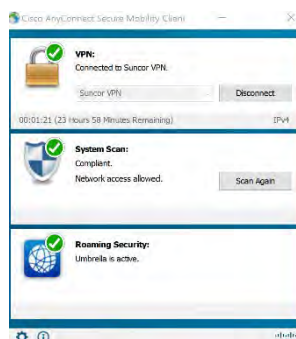 Cisco AnyConnect Secure Mobility Client
VPN:
Connected to Suncor VPN.
Suncor VPN
Disconnect
00:01:21 (23 Hours 58 Minutes Remaining)
IPv4
System Scan:
Compliant.
Network access allowed.
Scan Again
Roaming Security:
Umbrella is active.